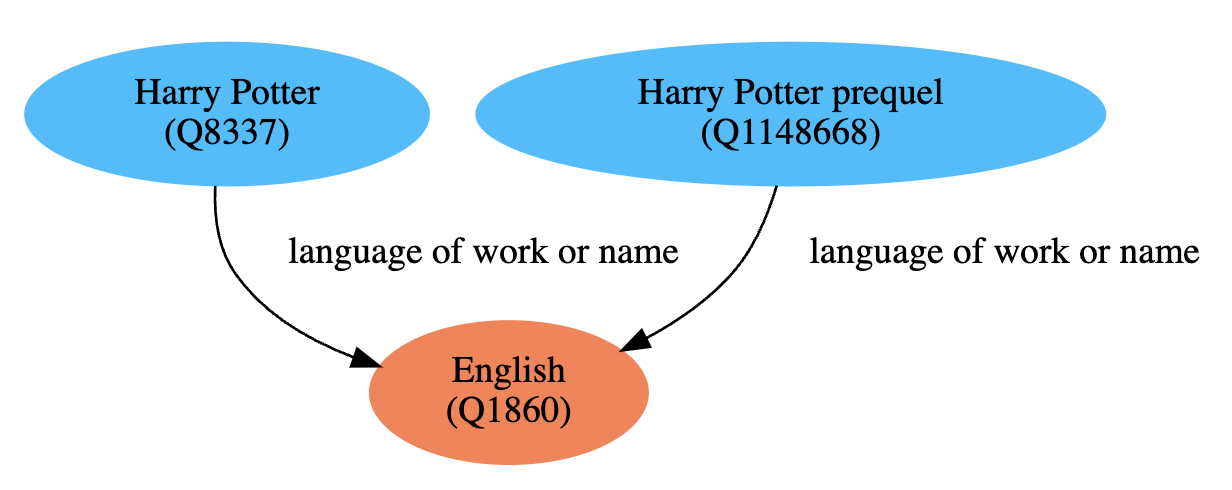 Harry Potter
(Q8337)
Harry Potter prequel
(Q1148668)
language of work or name
language of work or name
English
(Q1860)